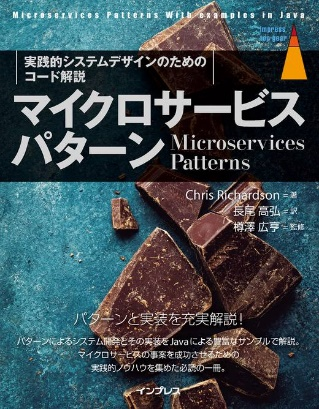 Microservices Patterns With examples in Java
impress
top gear
実践的システムデザインのための
コード解説
マイクロサービス
パターン
Microservices
Patterns
Chris Richardson=著
長尾 高弘=訳
樽澤 広亨=監修
パターンと実装を充実解説！
パターンによるシステム開発とその実装をJavaによる豊富なサンプルで解説。
マイクロサービスの事案を成功させるための
実践的ノウハウを集めた必読の一冊。
インプレス